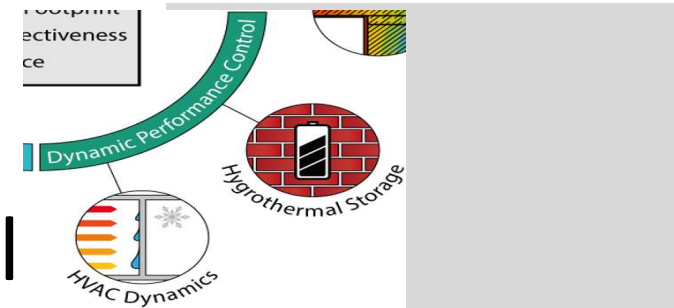 ectiveness
ce
Dynamic Performance Control
Hygrothermal Storage
HVAC Dynamics